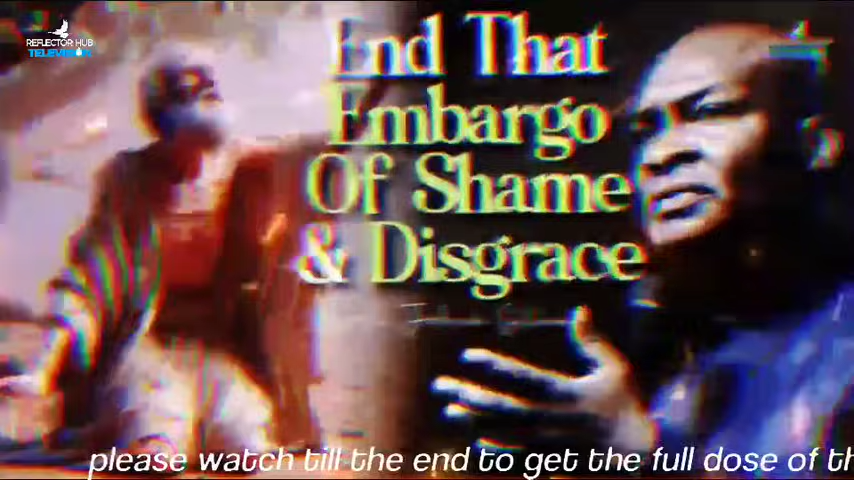 REFLECTOR HUB
TELEVISION
End That
Embargo
Of Shame
& Disgrace
please watch till the end to get the full dose of th